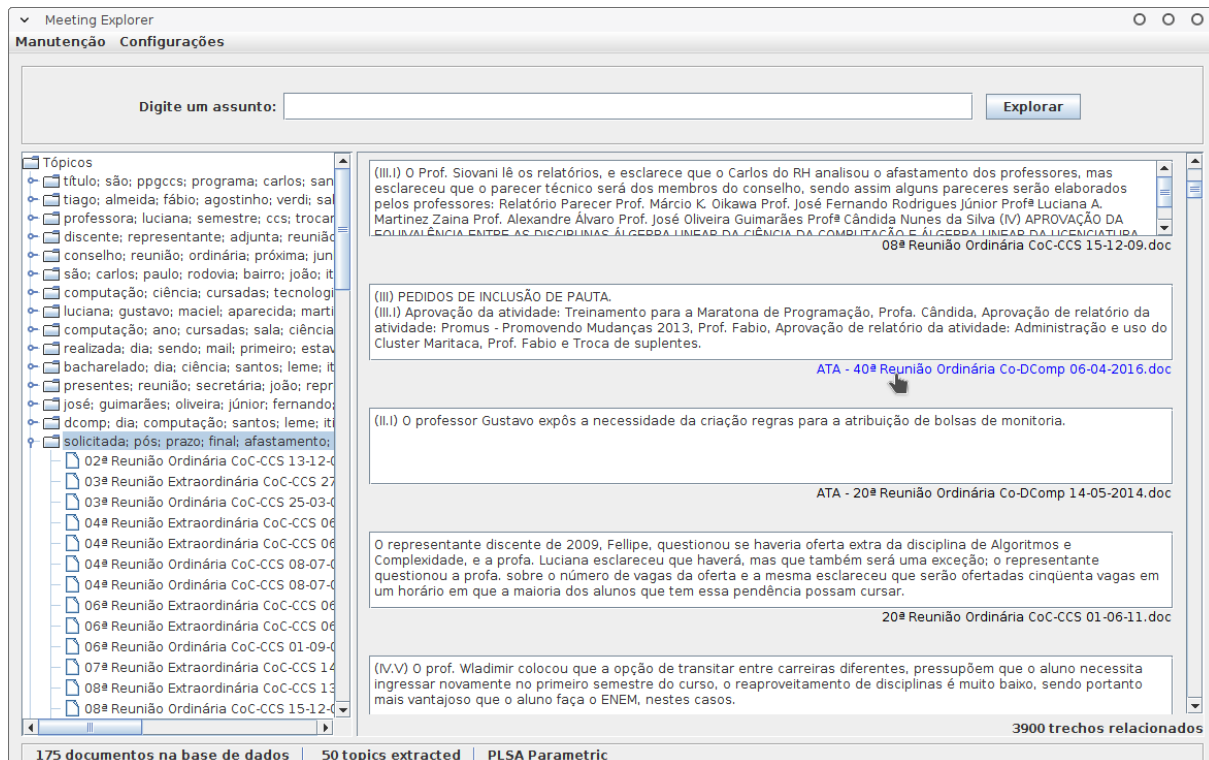 Meeting Explorer
Manutenção Configurações
Digite um assunto:
Explorar
Tópicos
título; são; ppgccs; programa; carlos; san
tiago; almeida; fábio; agostinho; verdi; sal
professora; luciana; semestre; ccs; trocar
discente; representante; adjunta; reunião
conselho; reunião; ordinária; próxima; jun
são; carlos; paulo; rodovia; bairro; joão; it
computação; ciência; cursadas; tecnologi
luciana; gustavo; maciel; aparecida; marti
computação; ano; cursadas; sala; ciência
realizada; dia; sendo; mail; primeiro; estav
bacharelado; dia; ciência; santos; leme; it
presentes; reunião; secretária; joão; repr
josé; guimarães; oliveira; júnior; fernando;
dcomp; dia; computação; santos; leme; iti
solicitada; pós; prazo; final; afastamento;
02ª Reunião Ordinária CoC-CCS 13-12-0
03ª Reunião Extraordinária CoC-CCS 27
03ª Reunião Ordinária CoC-CCS 25-03-0
04ª Reunião Extraordinária CoC-CCS 06
04ª Reunião Extraordinária CoC-CCS 06
04ª Reunião Ordinária CoC-CCS 08-07-0
04ª Reunião Ordinária CoC-CCS 08-07-0
06ª Reunião Extraordinária CoC-CCS 06
06ª Reunião Extraordinária CoC-CCS 06
06ª Reunião Ordinária CoC-CCS 01-09-0
07ª Reunião Extraordinária CoC-CCS 14
08ª Reunião Extraordinária CoC-CCS 13
08ª Reunião Ordinária CoC-CCS 15-12-0
(III.I) O Prof. Siovani lê os relatórios, e esclarece que o Carlos do RH analisou o afastamento dos professores, mas
esclareceu que o parecer técnico será dos membros do conselho, sendo assim alguns pareceres serão elaborados
pelos professores: Relatório Parecer Prof. Márcio K. Oikawa Prof. José Fernando Rodrigues Júnior Profª Luciana A.
Martinez Zaina Prof. Alexandre Álvaro Prof. José Oliveira Guimarães Profª Cândida Nunes da Silva (IV) APROVAÇÃO DA
EQUIVALÊNCIA ENTRE AS DISCIPLINAS ÁLGEBRA LINEAR DA CIÊNCIA DA COMPUTAÇÃO E ÁLGEBRA LINEAR DA LICENCIATURA
08ª Reunião Ordinária CoC-CCS 15-12-09.doc
(III) PEDIDOS DE INCLUSÃO DE PAUTA.
(III.I) Aprovação da atividade: Treinamento para a Maratona de Programação, Profa. Cândida, Aprovação de relatório da
atividade: Promus - Promovendo Mudanças 2013, Prof. Fabio, Aprovação de relatório da atividade: Administração e uso do
Cluster Maritaca, Prof. Fabio e Troca de suplentes.
ATA - 40ª Reunião Ordinária Co-DComp 06-04-2016.doc
(II.I) O professor Gustavo expôs a necessidade da criação regras para a atribuição de bolsas de monitoria.
ATA - 20ª Reunião Ordinária Co-DComp 14-05-2014.doc
O representante discente de 2009, Fellipe, questionou se haveria oferta extra da disciplina de Algoritmos e
Complexidade, e a profa. Luciana esclareceu que haverá, mas que também será uma exceção; o representante
questionou a profa. sobre o número de vagas da oferta e a mesma esclareceu que serão ofertadas cinqüenta vagas em
um horário em que a maioria dos alunos que tem essa pendência possam cursar.
20ª Reunião Ordinária CoC-CCS 01-06-11.doc
(IV.V) O prof. Wladimir colocou que a opção de transitar entre carreiras diferentes, pressupõem que o aluno necessita
ingressar novamente no primeiro semestre do curso, o reaproveitamento de disciplinas é muito baixo, sendo portanto
mais vantajoso que o aluno faça o ENEM, nestes casos.
3900 trechos relacionados
175 documentos na base de dados 50 topics extracted PLSA Parametric